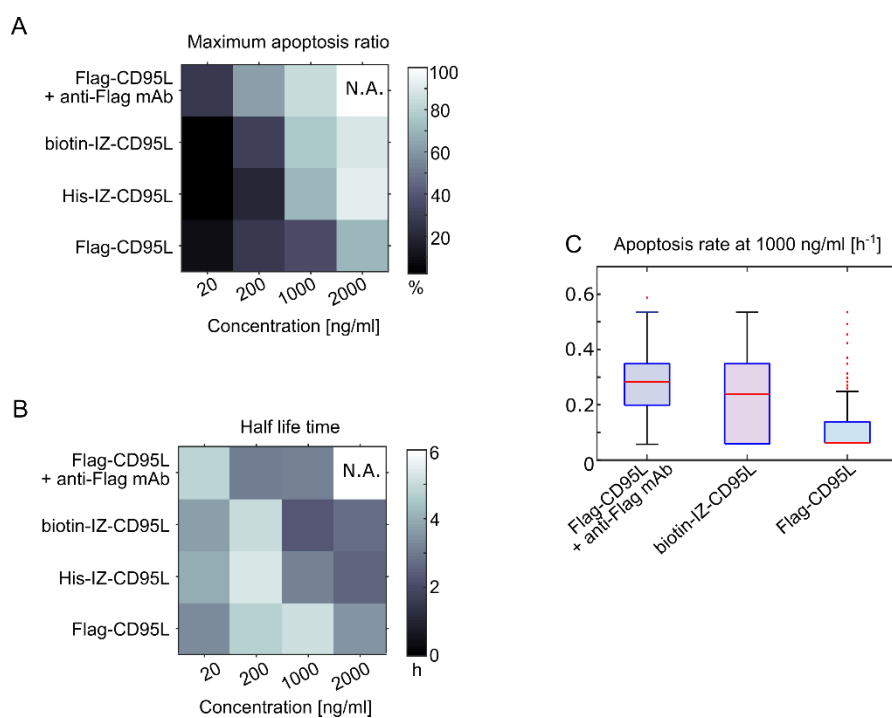 A
Maximum apoptosis ratio
Flag-CD95L
+ anti-Flag mAb
biotin-IZ-CD95L
His-IZ-CD95L
Flag-CD95L
N.A.
100
80
60
40
20
%
20
200
1000
2000
Concentration [ng/ml]
B
Half life time
Flag-CD95L
+ anti-Flag mAb
biotin-IZ-CD95L
His-IZ-CD95L
Flag-CD95L
N.A.
6
4
2
0
h
20
200
1000
2000
Concentration [ng/ml]
C
Apoptosis rate at 1000 ng/ml [h⁻¹]
0.6
0.4
0.2
0
Flag-CD95L
+ anti-Flag mAb
biotin-IZ-CD95L
Flag-CD95L